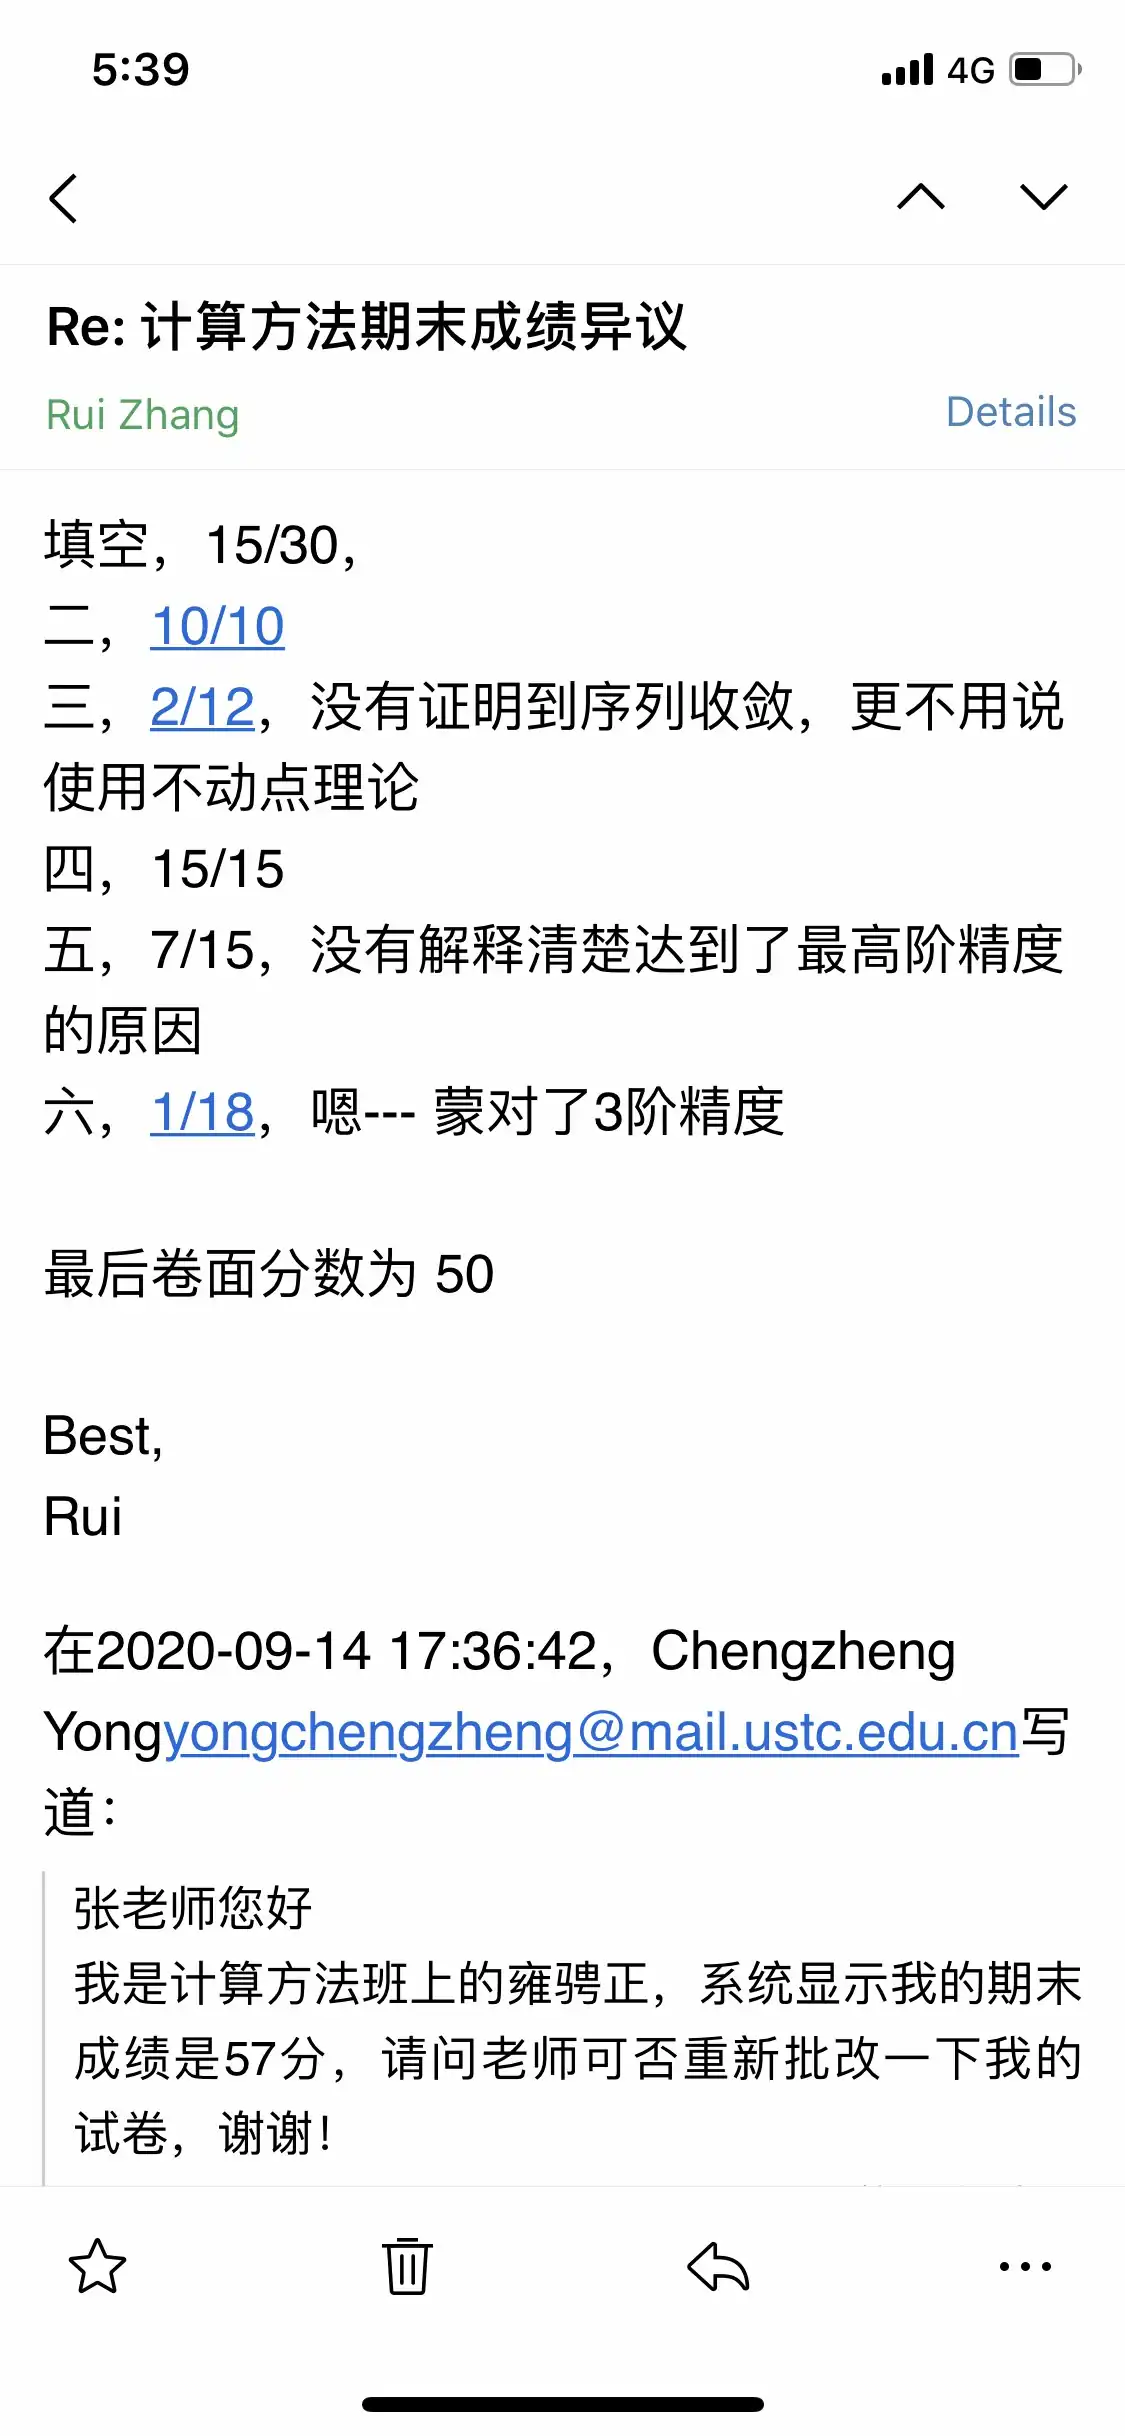 5:39
4G
Re: 计算方法期末成绩异议
Rui Zhang
Details
填空，15/30，
二，10/10
三，2/12，没有证明到序列收敛，更不用说
使用不动点理论
四，15/15
五，7/15，没有解释清楚达到了最高阶精度
的原因
六，1/18，嗯--- 蒙对了3阶精度
最后卷面分数为 50
Best,
Rui
在2020-09-14 17:36:42，Chengzheng
Yongyongchengzheng@mail.ustc.edu.cn写
道：
张老师您好
我是计算方法班上的雍骋正，系统显示我的期末
成绩是57分，请问老师可否重新批改一下我的
试卷，谢谢！